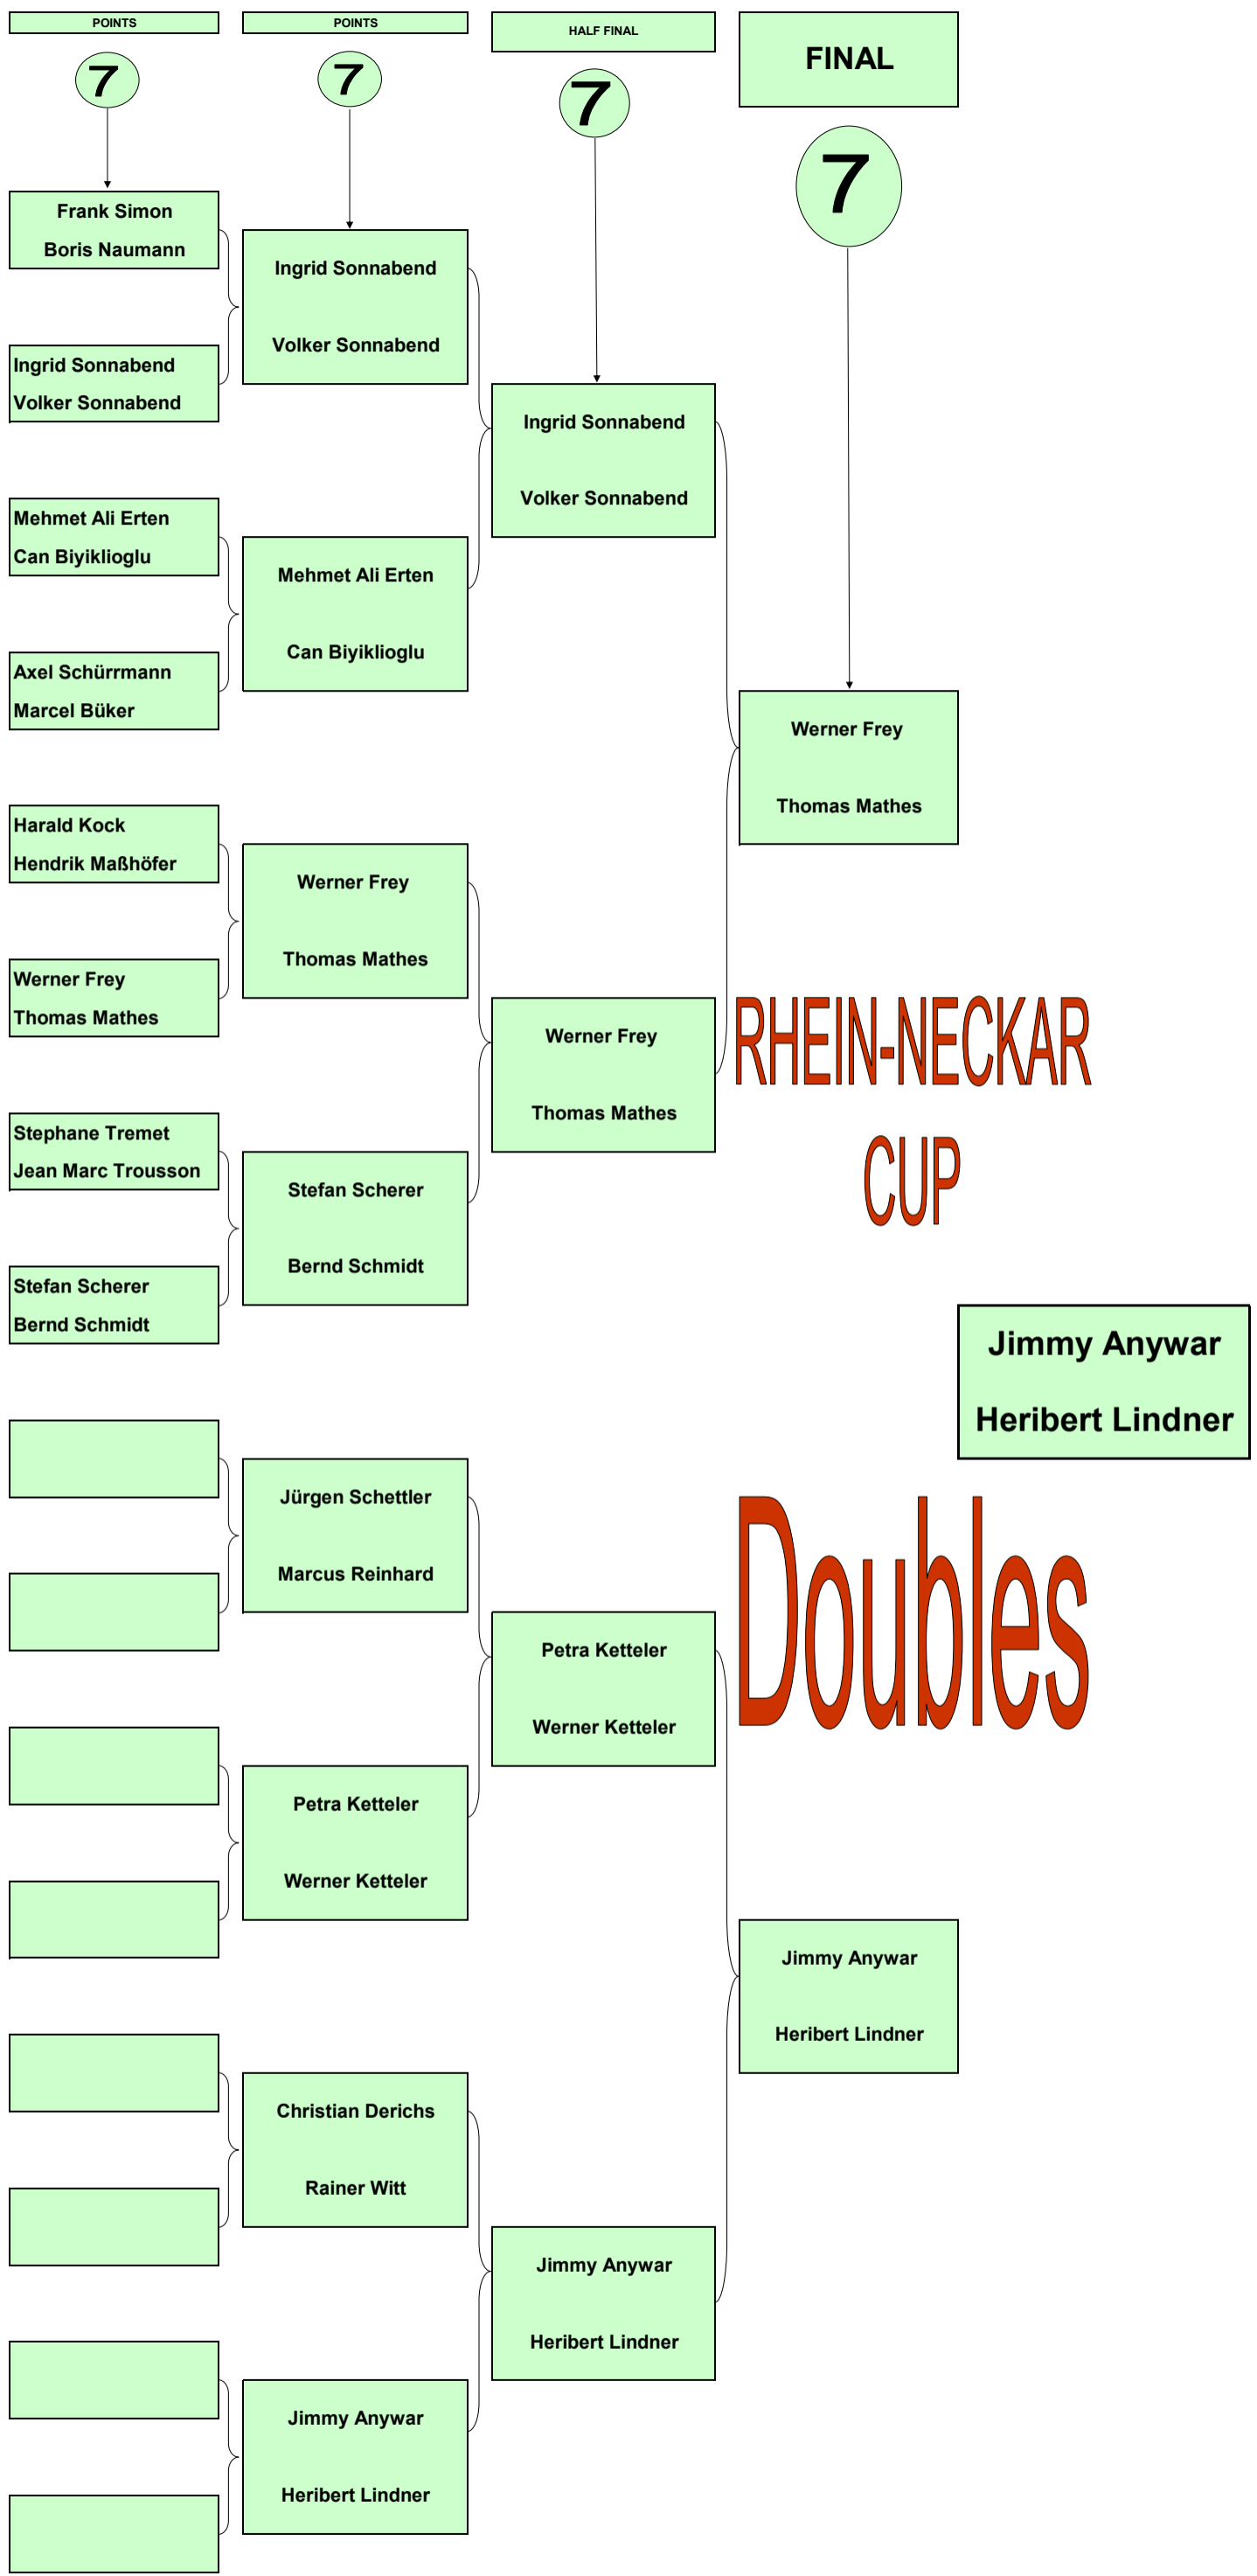 POINTS
POINTS
HALF FINAL
FINAL
7
7
7
7
Frank Simon
Boris Naumann
Ingrid Sonnabend
Volker Sonnabend
Mehmet Ali Erten
Can Biyiklioglu
Axel Schürrmann
Marcel Büker
Harald Kock
Hendrik Maßhöfer
Werner Frey
Thomas Mathes
Stephane Tremet
Jean Marc Trousson
Stefan Scherer
Bernd Schmidt
Ingrid Sonnabend
Volker Sonnabend
Mehmet Ali Erten
Can Biyiklioglu
Werner Frey
Thomas Mathes
Stefan Scherer
Bernd Schmidt
Jürgen Schettler
Marcus Reinhard
Petra Ketteler
Werner Ketteler
Christian Derichs
Rainer Witt
Jimmy Anywar
Heribert Lindner
Ingrid Sonnabend
Volker Sonnabend
Werner Frey
Thomas Mathes
Petra Ketteler
Werner Ketteler
Jimmy Anywar
Heribert Lindner
Werner Frey
Thomas Mathes
RHEIN-NECKAR
CUP
Jimmy Anywar
Heribert Lindner
Doubles
Jimmy Anywar
Heribert Lindner